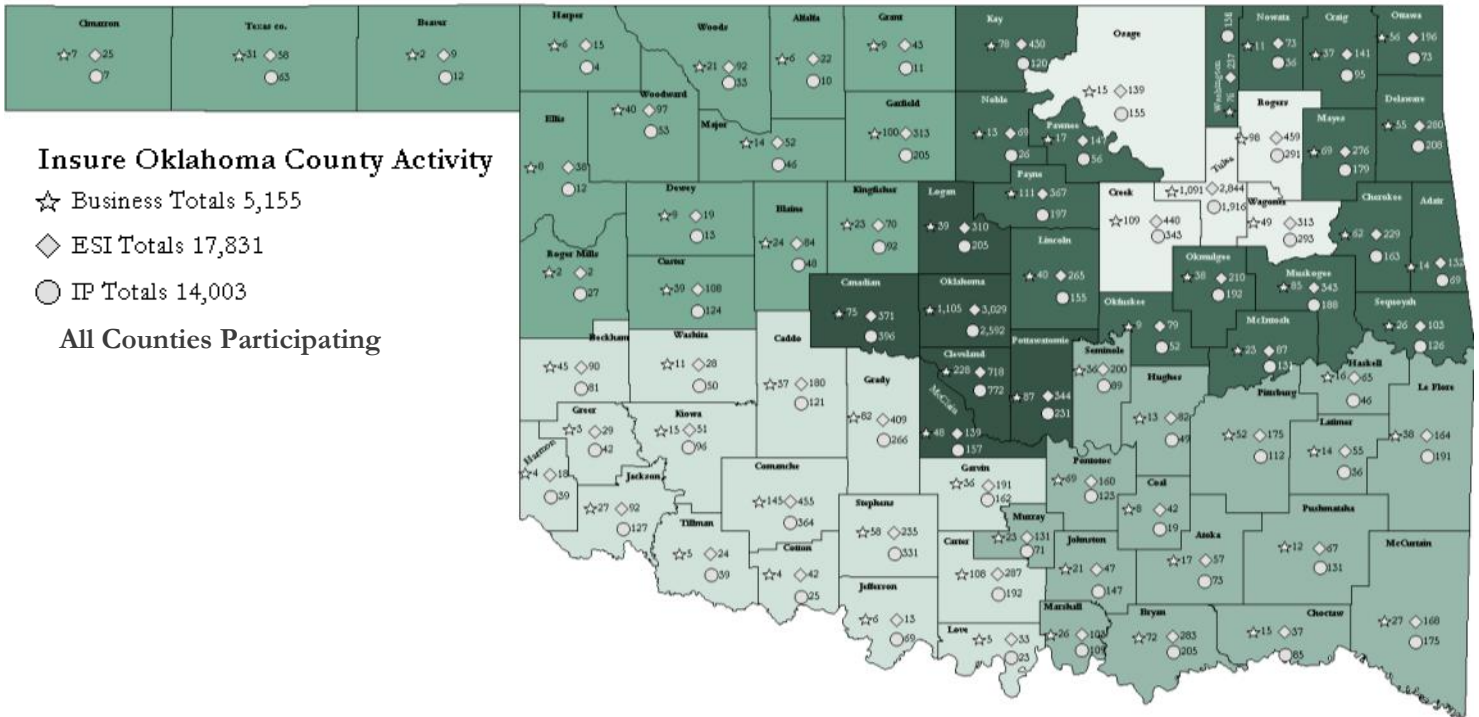 Insure Oklahoma County Activity
Business Totals 5,155
ESI Totals 17,831
IP Totals 14,003
All Counties Participating
Cimarron
7 25
7
Texas co.
31 58
63
Beaver
2 9
12
Harper
6 15
4
Woods
21 92
33
Alfalfa
6 22
10
Grant
9 43
11
Kay
78 430
120
Osage
15 139
155
Washington
76 237
138
Nowata
11 73
36
Craig
37 141
95
Ottawa
56 196
73
Ellis
8 38
12
Woodward
40 97
53
Major
14 52
46
Garfield
100 313
205
Noble
13 69
26
Pawnee
17 147
56
Rogers
98 459
291
Mayes
69 276
179
Delaware
55 280
208
Dewey
9 19
13
Blaine
24 84
48
Kingfisher
23 70
92
Logan
39 310
205
Payne
111 367
197
Creek
109 440
343
Tulsa
1,091 2,844
1,916
Wagoner
49 313
293
Cherokee
62 229
163
Adair
14 132
69
Roger Mills
2 2
27
Custer
39 108
124
Canadian
75 371
396
Oklahoma
1,105 3,029
2,592
Lincoln
40 265
155
Okmulgee
38 210
192
Muskogee
85 343
188
Okfuskee
9 79
52
McIntosh
23 87
131
Sequoyah
26 103
126
Beckham
45 90
81
Washita
11 28
50
Caddo
37 180
121
Grady
82 409
266
Cleveland
228 718
772
McClain
48 139
157
Pottawatomie
87 344
231
Seminole
36 200
89
Hughes
13 82
49
Pittsburg
52 175
112
Haskell
16 65
46
Le Flore
38 164
191
Latimer
14 55
36
Greer
3 29
42
Harmon
4 18
39
Kiowa
15 51
96
Jackson
27 92
127
Comanche
145 455
364
Tillman
5 24
39
Cotton
4 42
25
Stephens
58 235
331
Garvin
36 191
162
Murray
23 131
71
Pontotoc
69 160
123
Coal
8 42
19
Johnston
21 47
147
Atoka
17 57
73
Pushmataha
12 67
131
McCurtain
27 168
175
Carter
108 287
192
Jefferson
6 13
69
Love
5 33
23
Marshall
26 103
109
Bryan
72 283
205
Choctaw
15 37
85